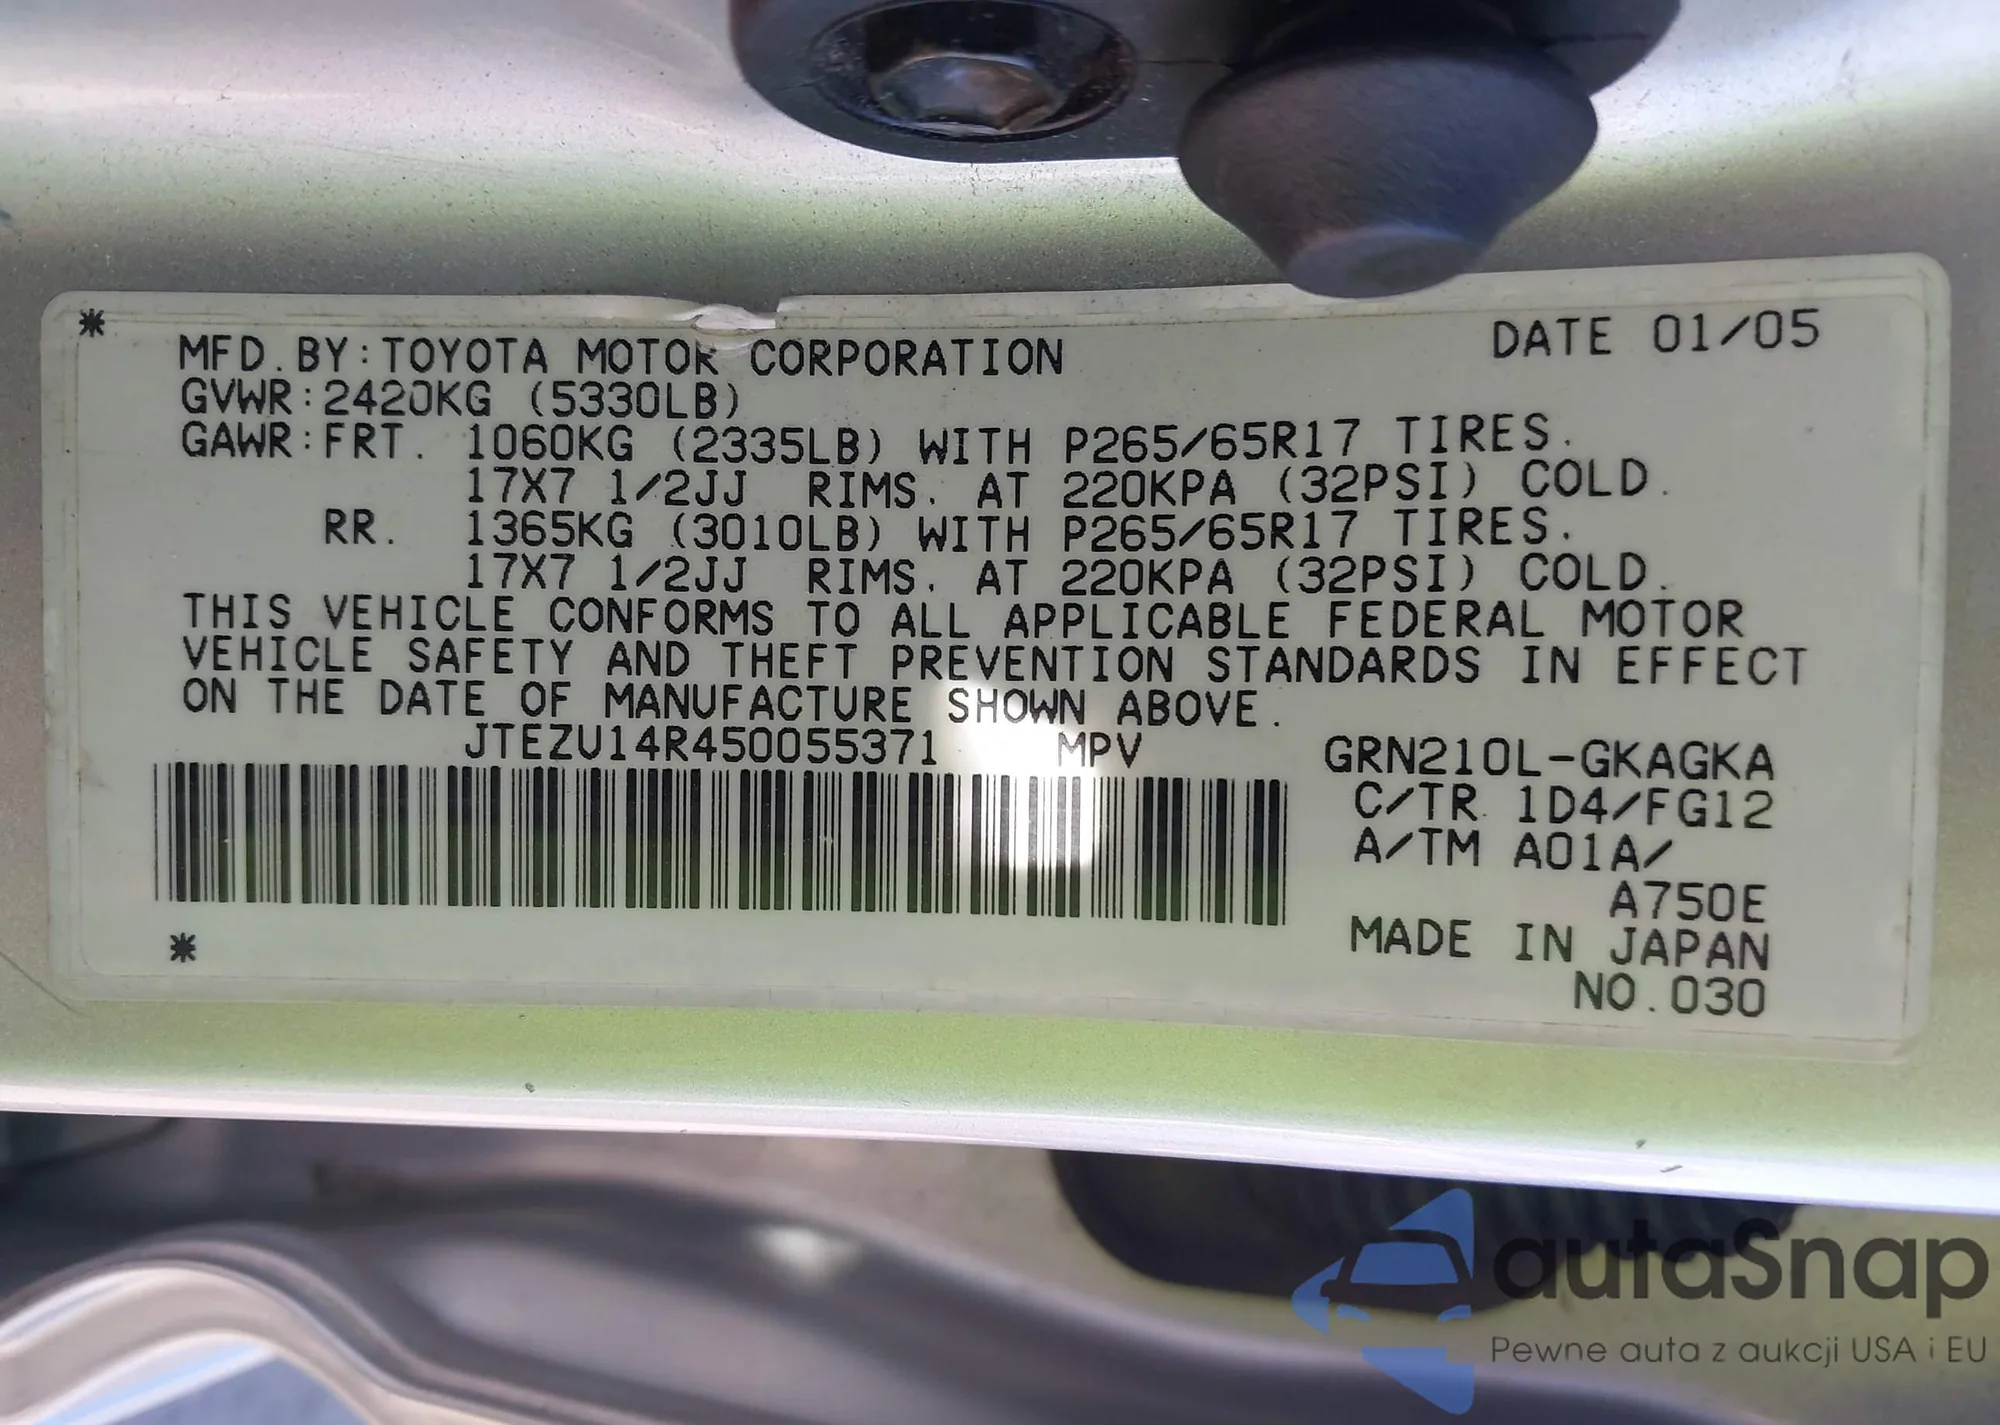 * MFD.BY:TOYOTA MOTOR CORPORATION DATE 01/05
GVWR:2420KG (5330LB)
GAWR:FRT. 1060KG (2335LB) WITH P265/65R17 TIRES.
17X7 1/2JJ RIMS. AT 220KPA (32PSI) COLD.
RR. 1365KG (3010LB) WITH P265/65R17 TIRES.
17X7 1/2JJ RIMS. AT 220KPA (32PSI) COLD.
THIS VEHICLE CONFORMS TO ALL APPLICABLE FEDERAL MOTOR
VEHICLE SAFETY AND THEFT PREVENTION STANDARDS IN EFFECT
ON THE DATE OF MANUFACTURE SHOWN ABOVE.
JTEZU14R450055371 MPV GRN210L-GKAGKA
C/TR 1D4/FG12
A/TM A01A/
A750E
* MADE IN JAPAN
NO.030
autaSnap
Pewne auta z aukcji USA i EU